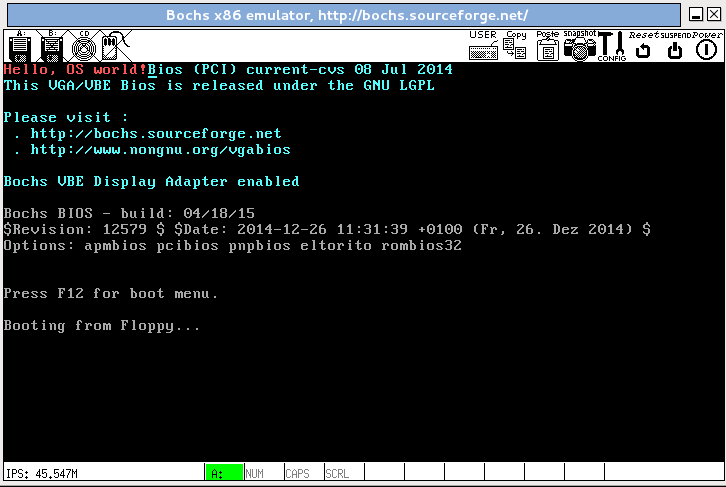 Bochs x86 emulator, http://bochs.sourceforge.net/
A: B: CD USER Copy Paste snapshot CONFIG Reset SUSPEND Power
Hello, OS world!Bios (PCI) current-cvs 08 Jul 2014
This VGA/VBE Bios is released under the GNU LGPL
Please visit :
. http://bochs.sourceforge.net
. http://www.nongnu.org/vgabios
Bochs VBE Display Adapter enabled
Bochs BIOS - build: 04/18/15
$Revision: 12579 $ $Date: 2014-12-26 11:31:39 +0100 (Fr, 26. Dez 2014) $
Options: apmbios pcibios pnpbios eltorito rombios32
Press F12 for boot menu.
Booting from Floppy...
IPS: 45.547M A: NUM CAPS SCRL